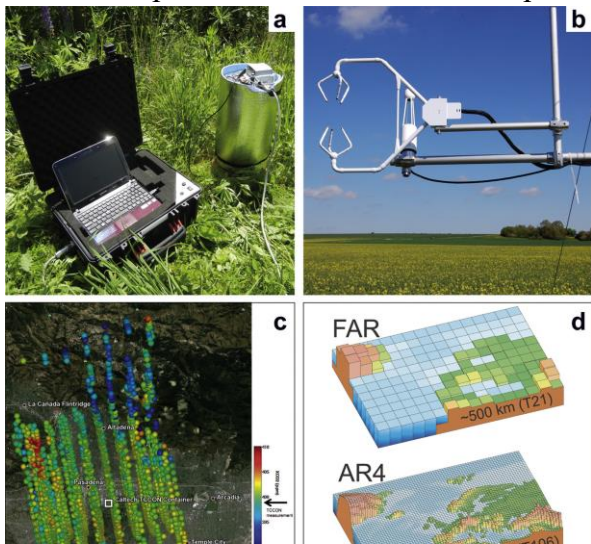 a
b
c
La Canada Flintridge
Altadena
Pasadena
Caltech TCCON container
Arcadia
Temple City
TCCON
measurement
d
FAR
~500 km (T21)
AR4